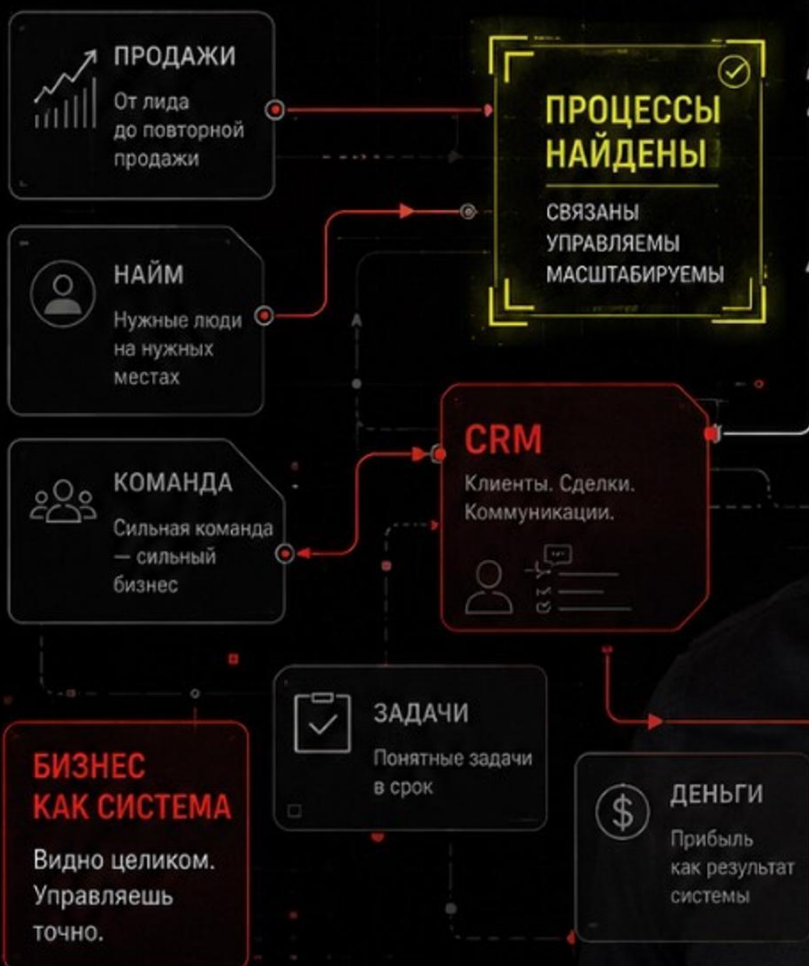 ПРОДАЖИ
От лида
до повторной
продажи
ПРОЦЕССЫ
НАЙДЕНЫ
СВЯЗАНЫ
УПРАВЛЯЕМЫ
МАСШТАБИРУЕМЫ
НАЙМ
Нужные люди
на нужных
местах
CRM
Клиенты. Сделки.
Коммуникации.
КОМАНДА
Сильная команда
— сильный
бизнес
ЗАДАЧИ
Понятные задачи
в срок
БИЗНЕС
КАК СИСТЕМА
Видно целиком.
Управляешь
точно.
ДЕНЬГИ
Прибыль
как результат
системы